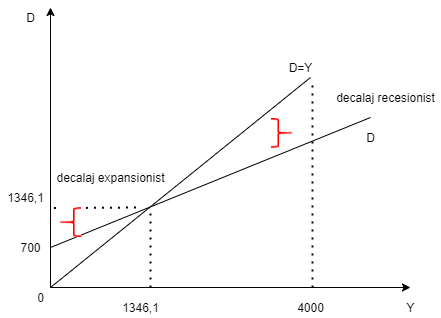 D
D=Y
decalaj recesionist
D
decalaj expansionist
1346,1
700
0
1346,1
4000
Y